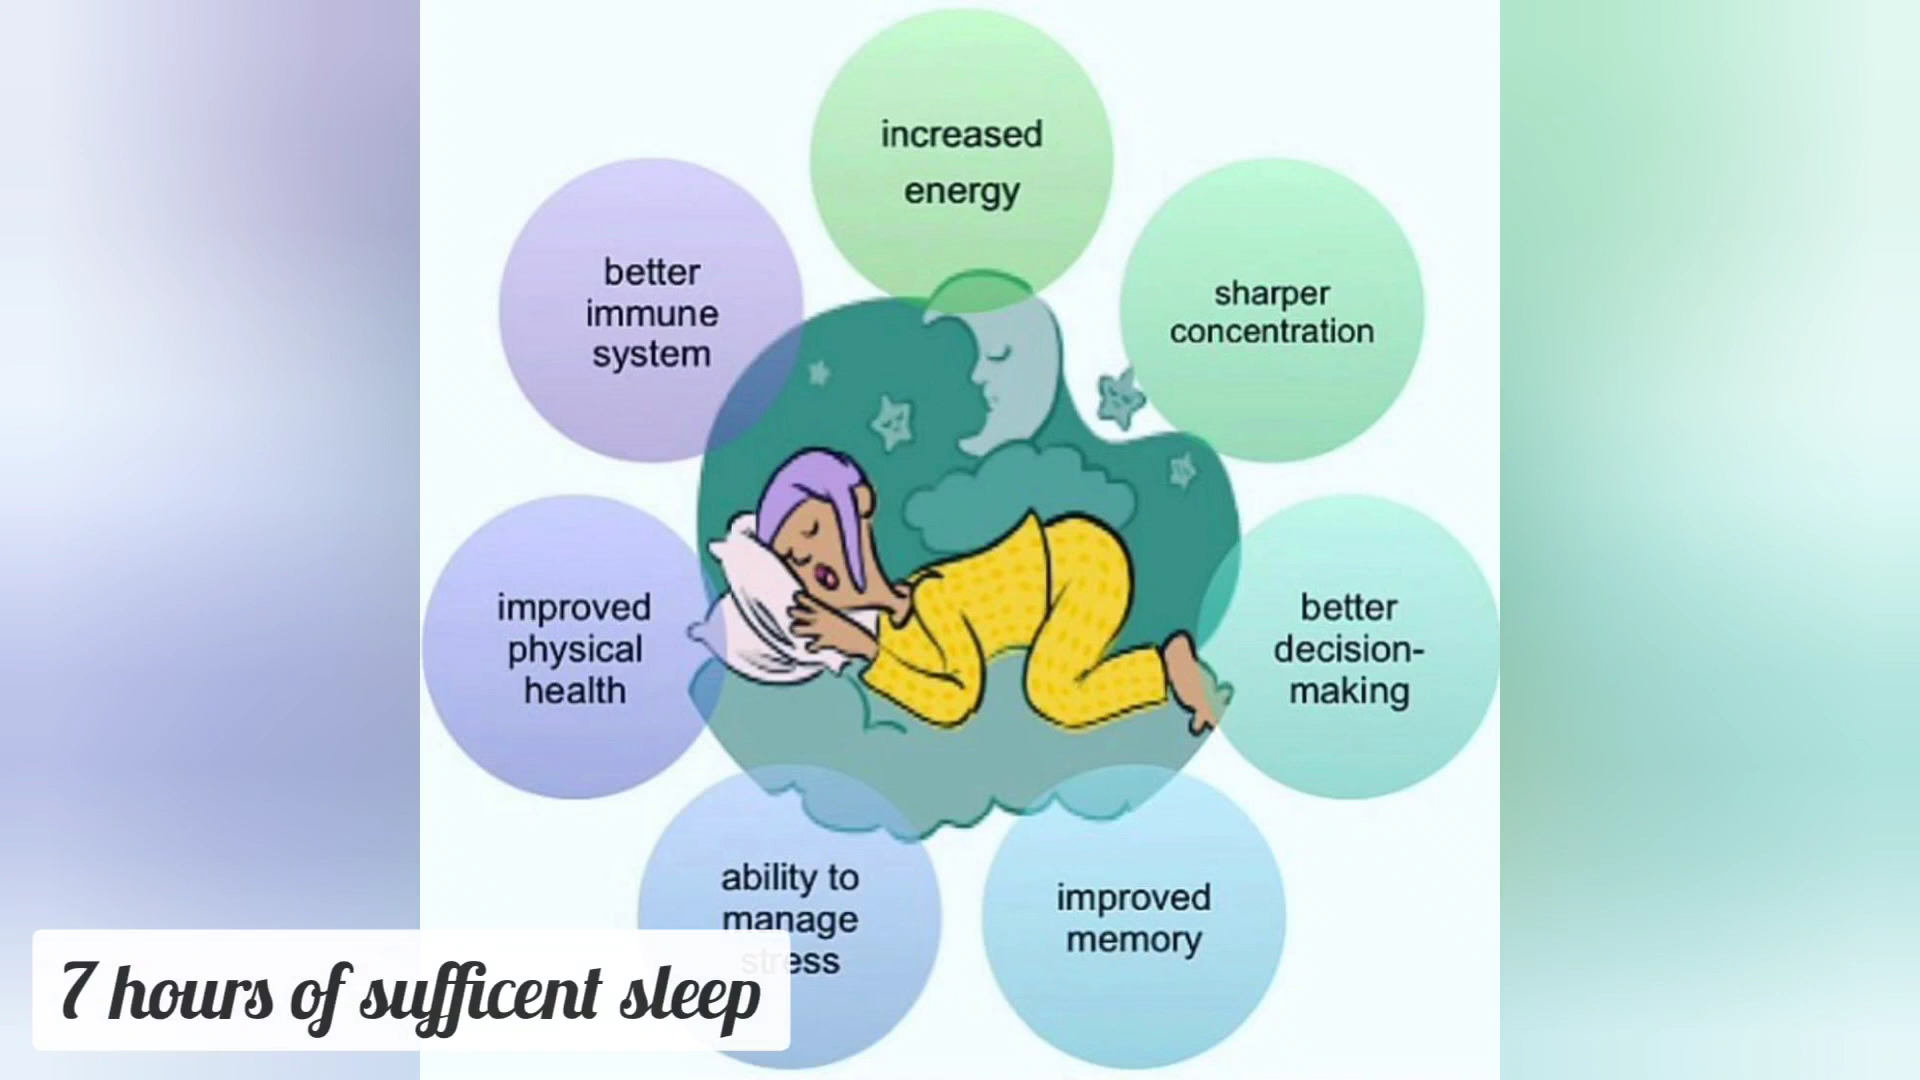 increased
energy
sharper
concentration
better
decision-
making
improved
memory
ability to
manage
stress
improved
physical
health
better
immune
system
7 hours of sufficent sleep